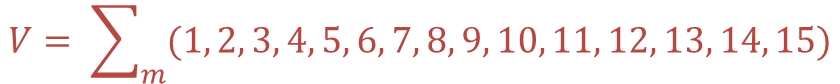 V = ∑m(1, 2, 3, 4, 5, 6, 7, 8, 9, 10, 11, 12, 13, 14, 15)